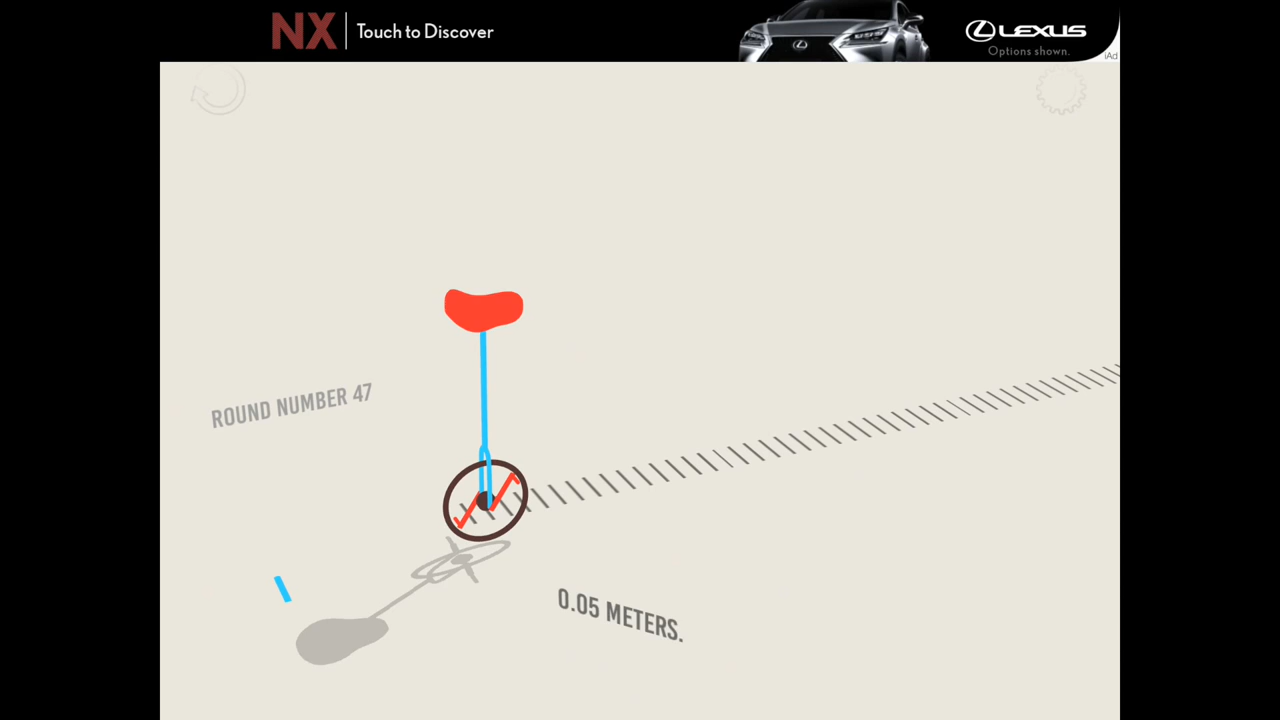 NX
Touch to Discover
LEXUS
Options shown.
iAd
ROUND NUMBER 47
0.05 METERS.